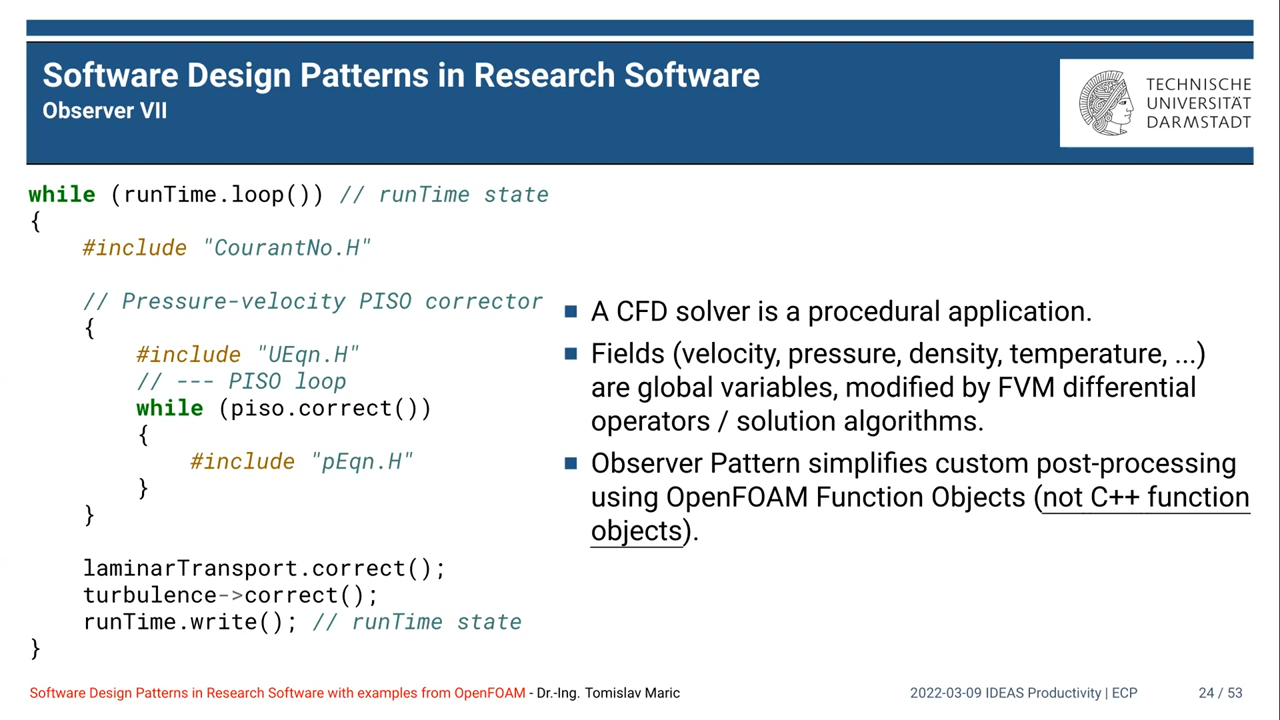 Software Design Patterns in Research Software
Observer VII
TECHNISCHE
UNIVERSITÄT
DARMSTADT
while (runTime.loop()) // runTime state
{
    #include "CourantNo.H"

    // Pressure-velocity PISO corrector
    {
        #include "UEqn.H"
        // --- PISO loop
        while (piso.correct())
        {
            #include "pEqn.H"
        }
    }

    laminarTransport.correct();
    turbulence->correct();
    runTime.write(); // runTime state
}
■ A CFD solver is a procedural application.
■ Fields (velocity, pressure, density, temperature, ...)
are global variables, modified by FVM differential
operators / solution algorithms.
■ Observer Pattern simplifies custom post-processing
using OpenFOAM Function Objects (not C++ function
objects).
Software Design Patterns in Research Software with examples from OpenFOAM - Dr.-Ing. Tomislav Maric
2022-03-09 IDEAS Productivity | ECP
24 / 53